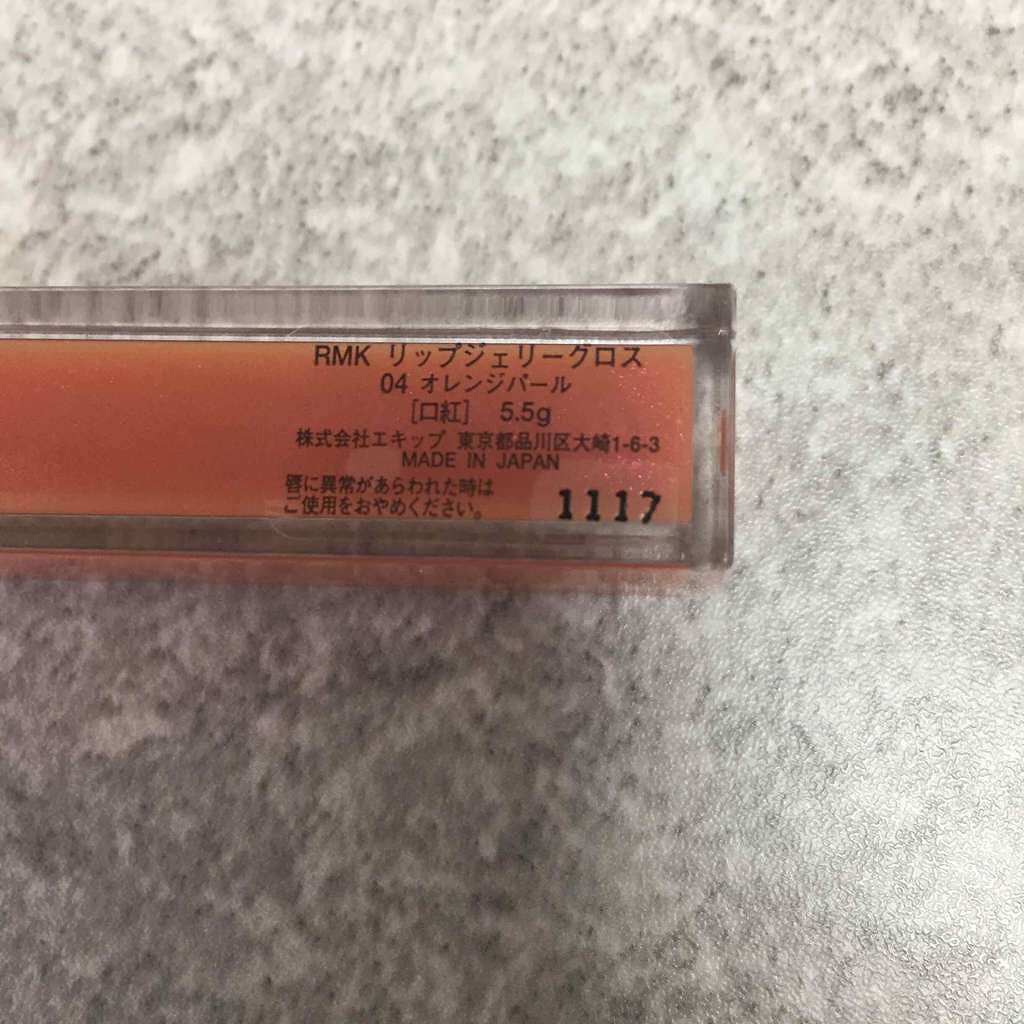 RMK リップジェリーグロス
04 オレンジパール
[口紅] 5.5g
株式会社エキップ 東京都品川区大崎1-6-3
MADE IN JAPAN
唇に異常があらわれた時は
ご使用をおやめください。
1117